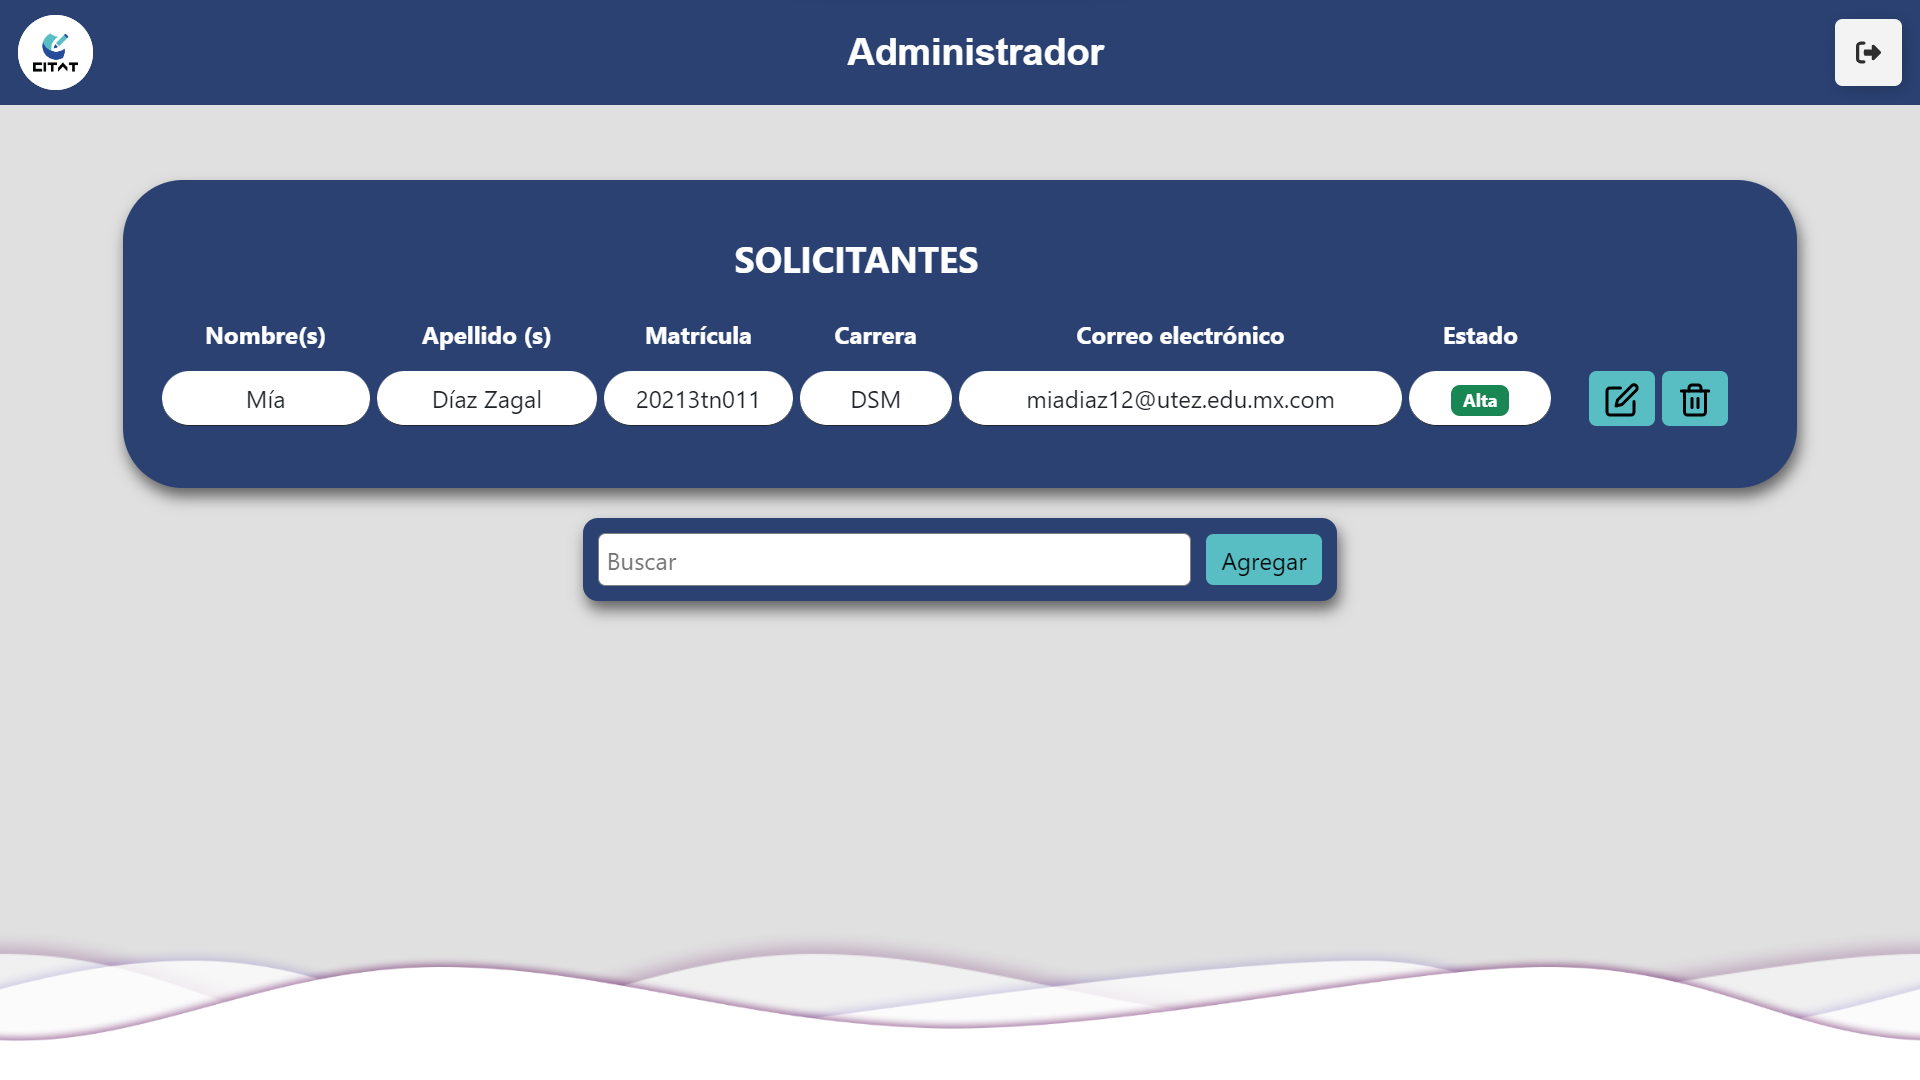 CITAT
Administrador
SOLICITANTES
Nombre(s) Apellido (s) Matrícula Carrera Correo electrónico Estado
Mía Díaz Zagal 20213tn011 DSM miadiaz12@utez.edu.mx.com Alta
Buscar Agregar